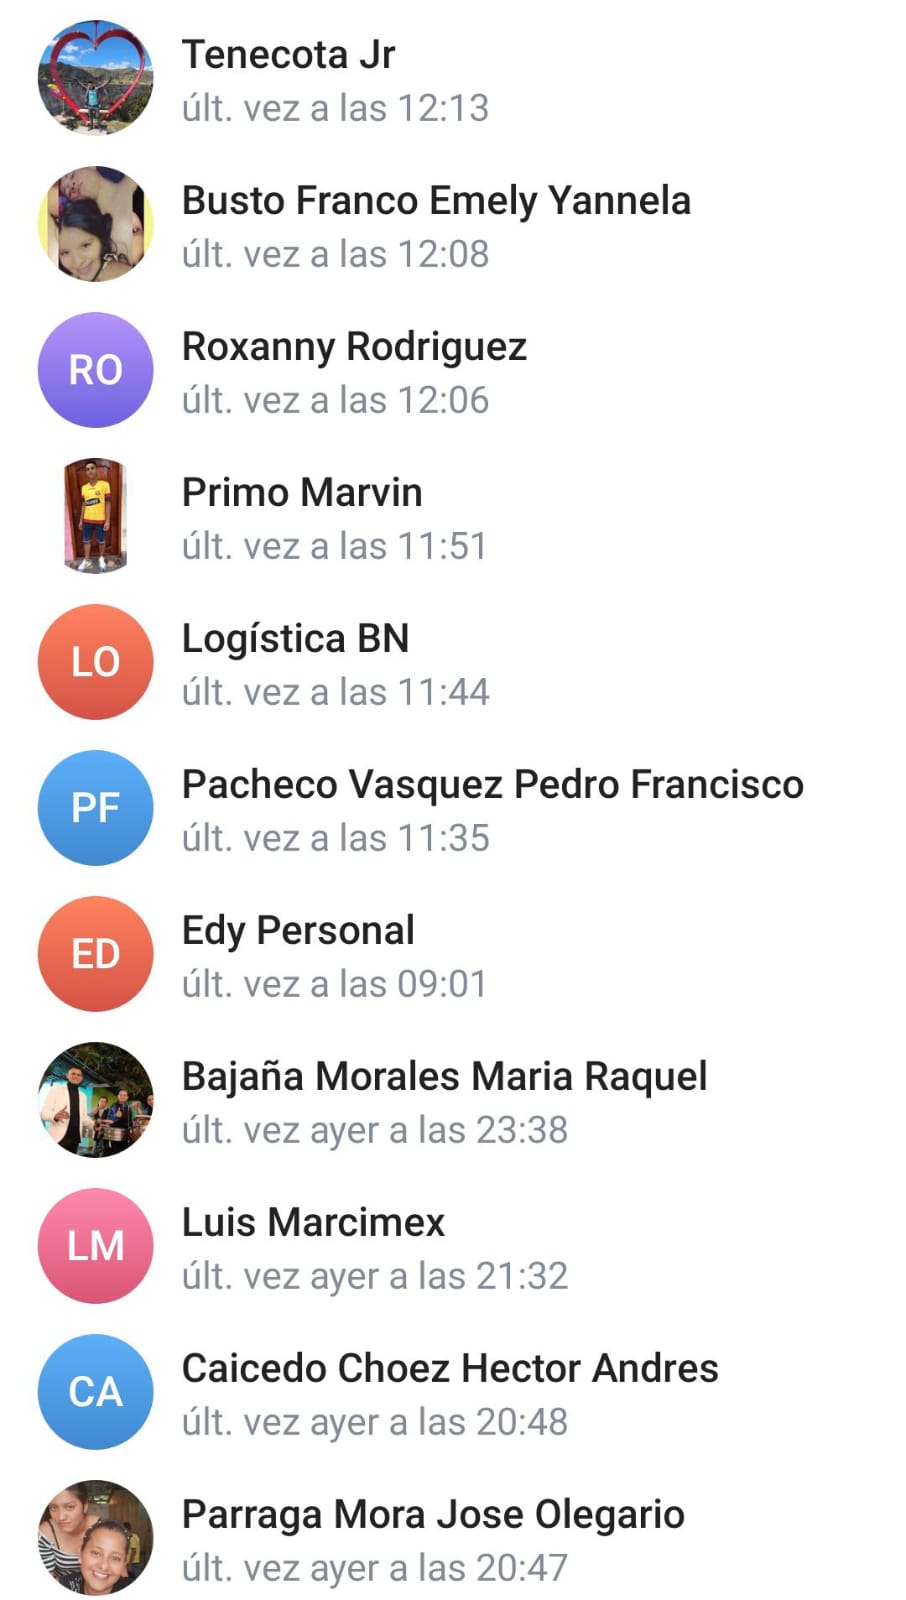 Tenecota Jr
últ. vez a las 12:13
Busto Franco Emely Yannela
últ. vez a las 12:08
RO
Roxanny Rodriguez
últ. vez a las 12:06
Primo Marvin
últ. vez a las 11:51
LO
Logística BN
últ. vez a las 11:44
PF
Pacheco Vasquez Pedro Francisco
últ. vez a las 11:35
ED
Edy Personal
últ. vez a las 09:01
Bajaña Morales Maria Raquel
últ. vez ayer a las 23:38
LM
Luis Marcimex
últ. vez ayer a las 21:32
CA
Caicedo Choez Hector Andres
últ. vez ayer a las 20:48
Parraga Mora Jose Olegario
últ. vez ayer a las 20:47